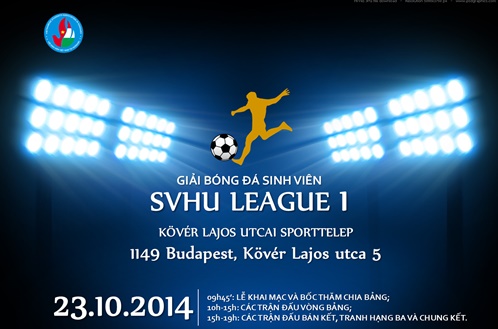 GIẢI BÓNG ĐÁ SINH VIÊN
SVHU LEAGUE 1
KÖVÉR LAJOS UTCAI SPORTTELEP
1149 Budapest, Kövér Lajos utca 5
23.10.2014
09h45': LỄ KHAI MẠC VÀ BỐC THĂM CHIA BẢNG;
10h-15h: CÁC TRẬN ĐẤU VÒNG BẢNG;
15h-19h: CÁC TRẬN ĐẤU BÁN KẾT, TRANH HẠNG BA VÀ CHUNG KẾT.